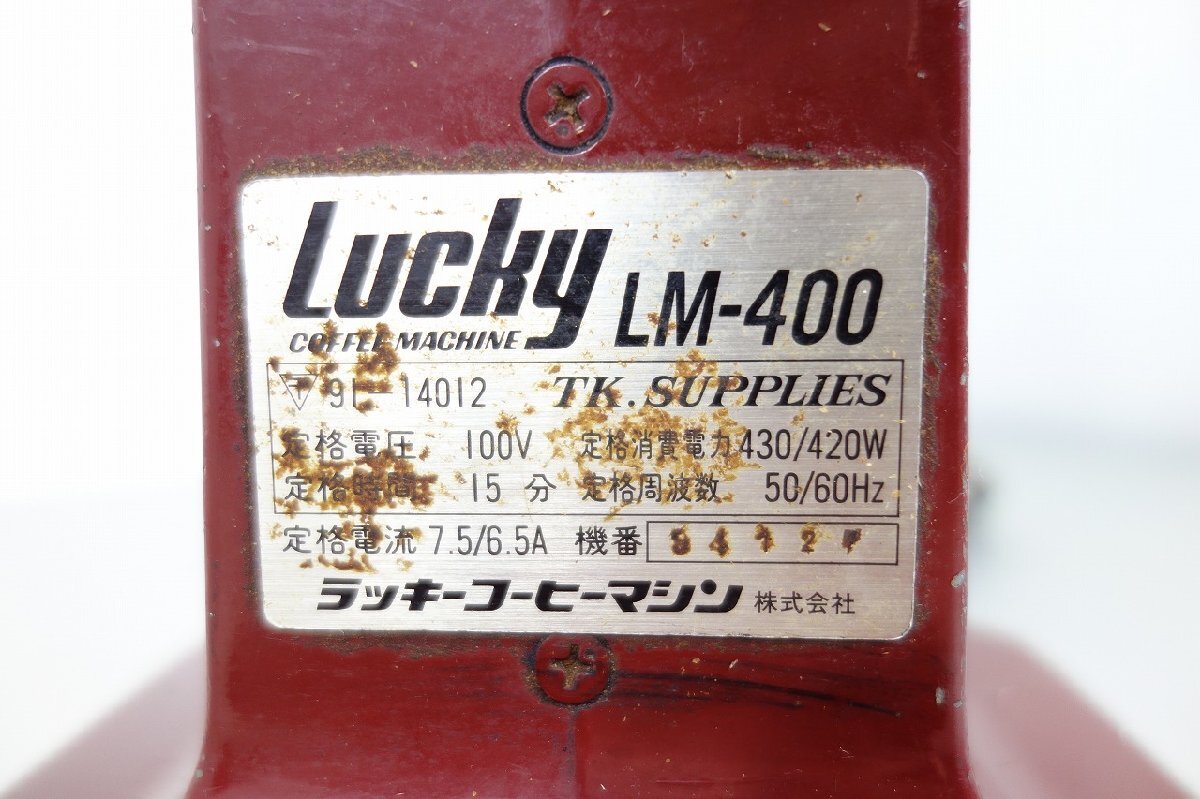 Lucky LM-400
COFFEE MACHINE
▽T 91-14012 TK. SUPPLIES
定格電圧 100V 定格消費電力 430/420W
定格時間 15分 定格周波数 50/60Hz
定格電流 7.5/6.5A 機番 34127
ラッキーコーヒーマシン 株式会社